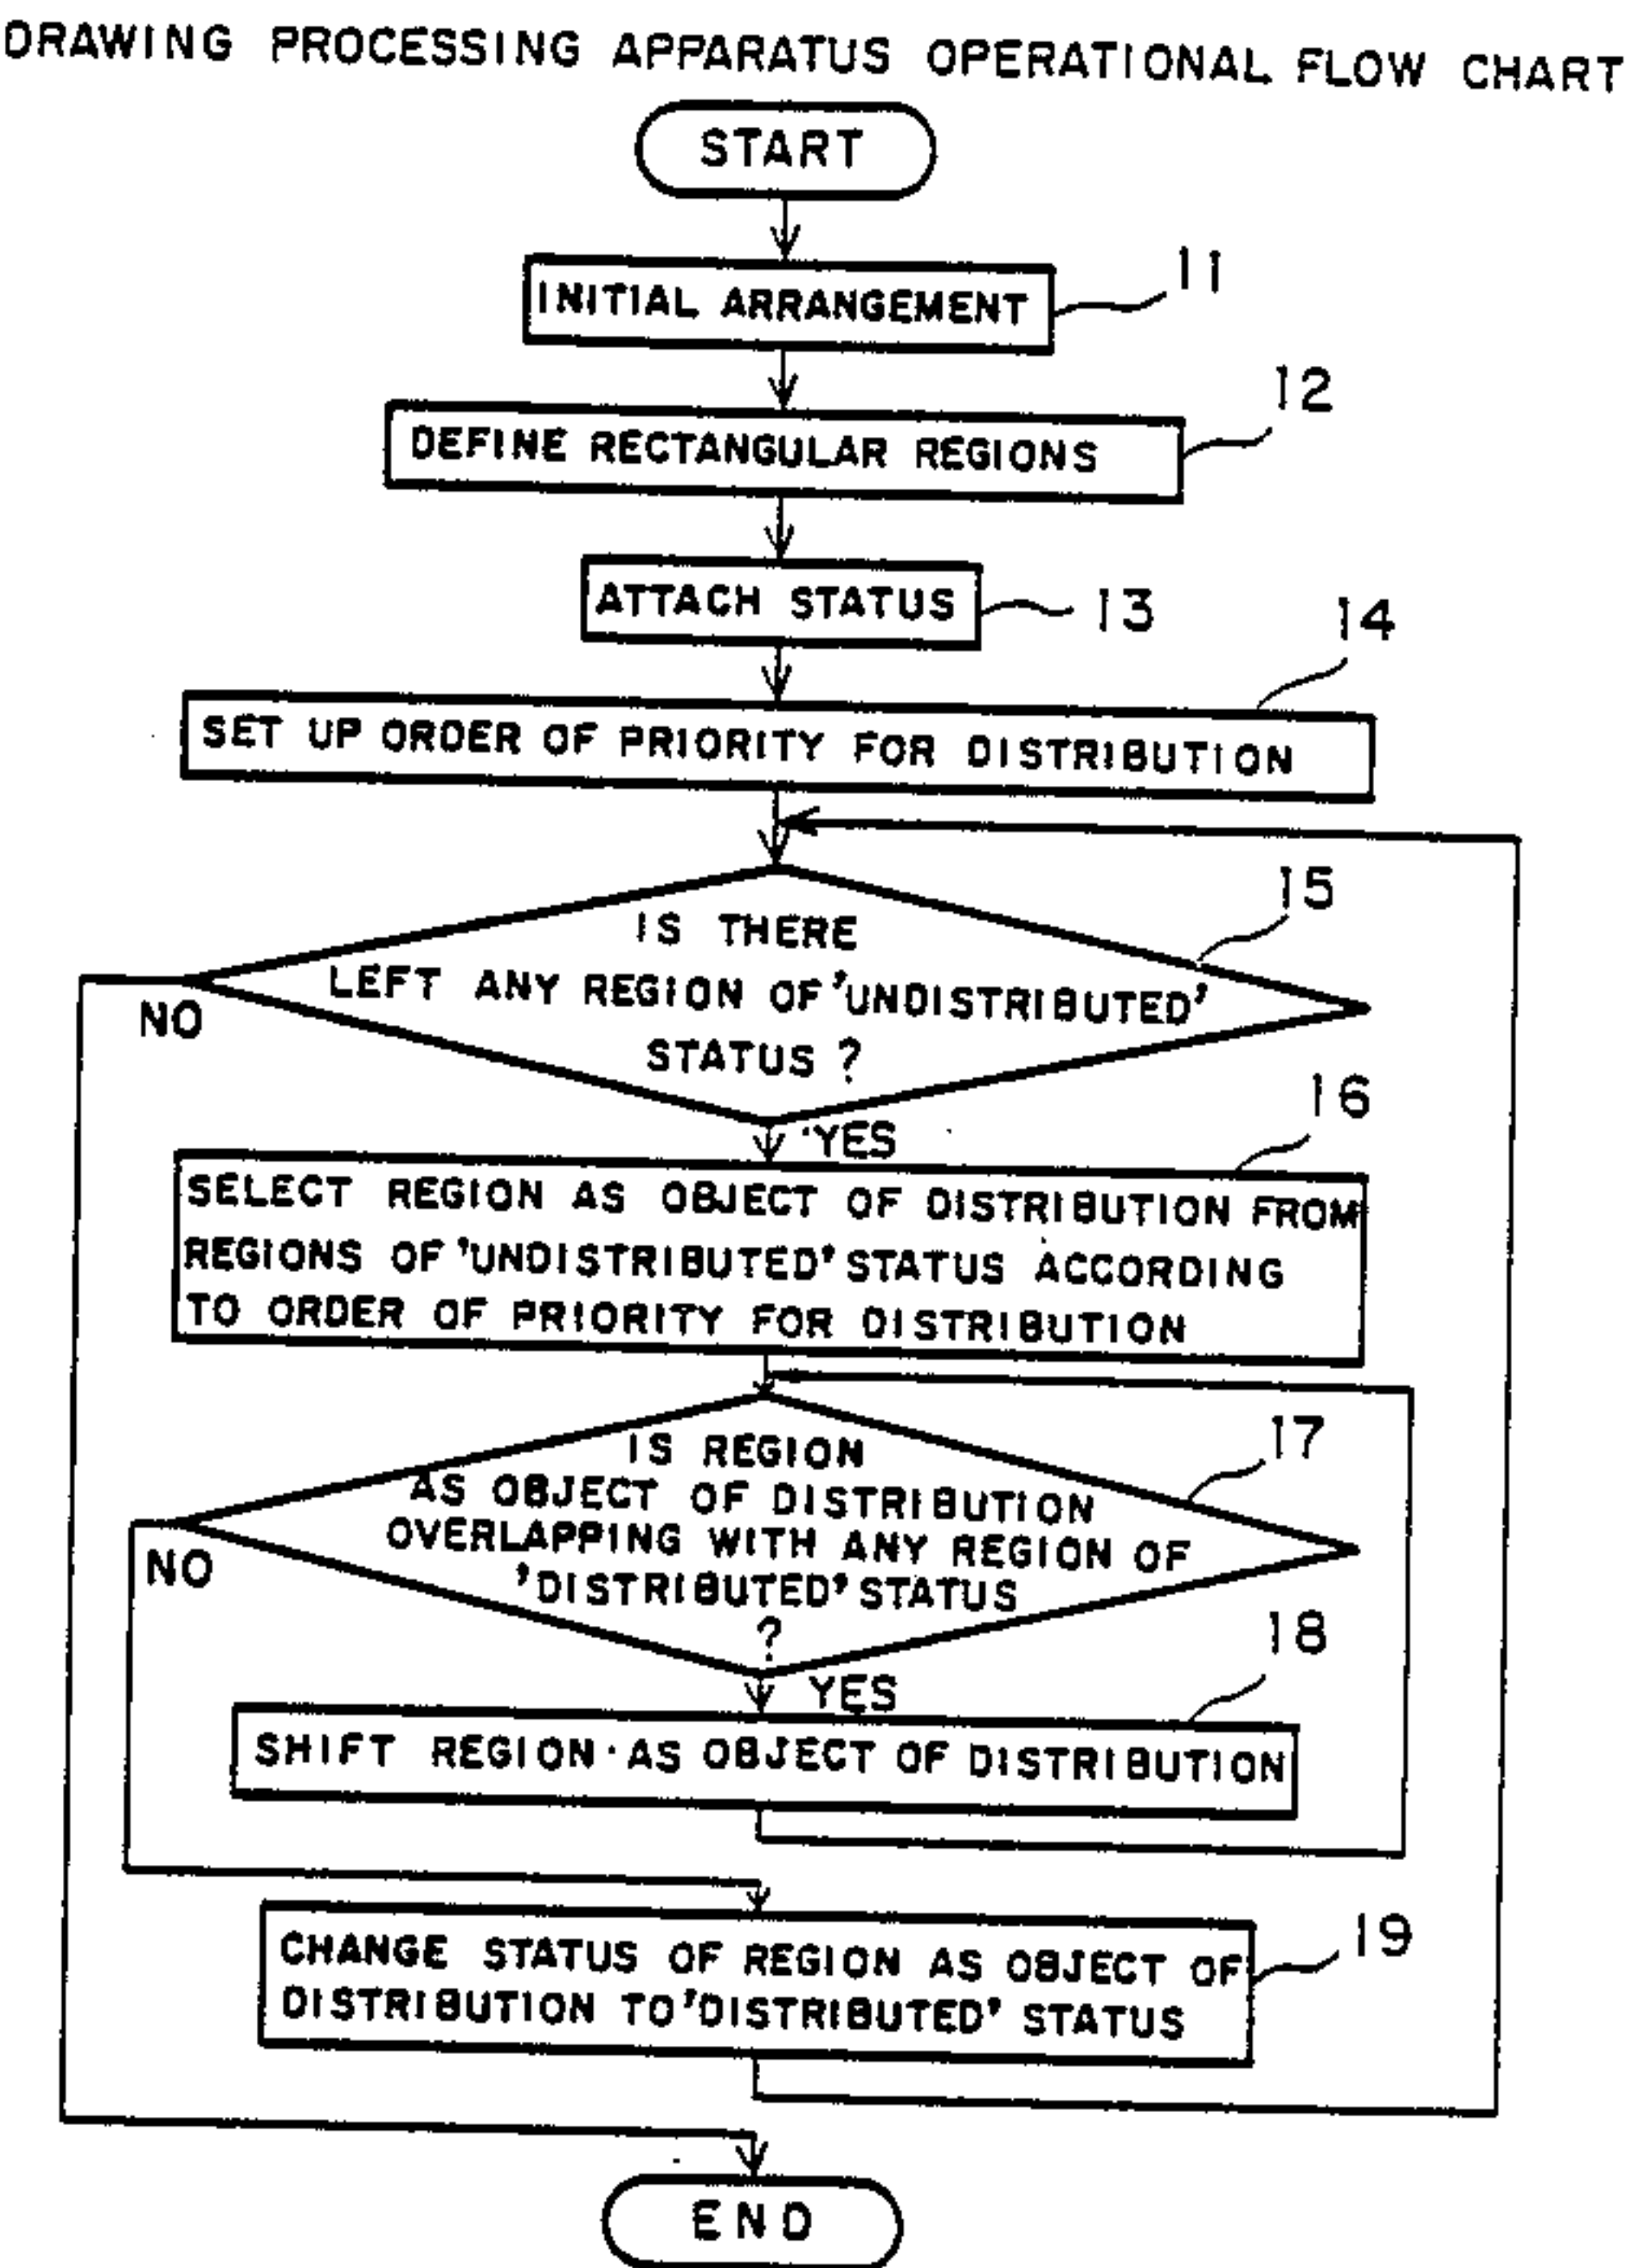 DRAWING PROCESSING APPARATUS OPERATIONAL FLOW CHART
START
INITIAL ARRANGEMENT
11
DEFINE RECTANGULAR REGIONS
12
ATTACH STATUS
13
SET UP ORDER OF PRIORITY FOR DISTRIBUTION
14
IS THERE
LEFT ANY REGION OF 'UNDISTRIBUTED'
STATUS ?
15
NO
YES
SELECT REGION AS OBJECT OF DISTRIBUTION FROM
REGIONS OF 'UNDISTRIBUTED' STATUS ACCORDING
TO ORDER OF PRIORITY FOR DISTRIBUTION
16
IS REGION
AS OBJECT OF DISTRIBUTION
OVERLAPPING WITH ANY REGION OF
'DISTRIBUTED' STATUS
?
17
NO
YES
SHIFT REGION AS OBJECT OF DISTRIBUTION
18
CHANGE STATUS OF REGION AS OBJECT OF
DISTRIBUTION TO 'DISTRIBUTED' STATUS
19
END